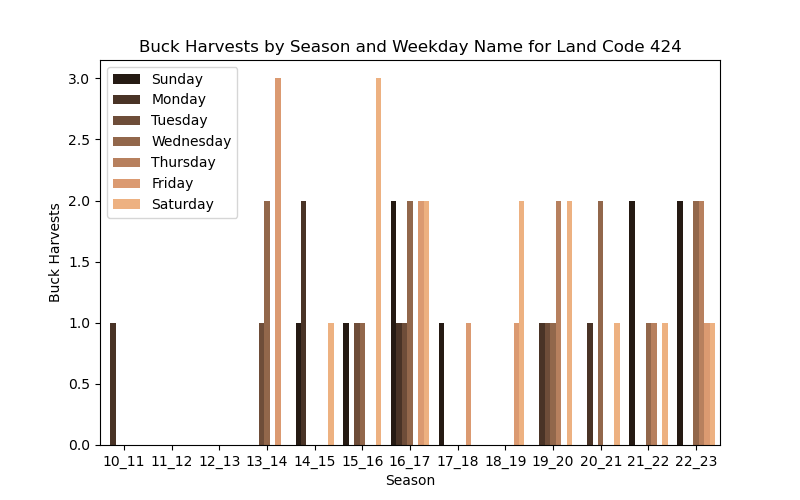 Buck Harvests by Season and Weekday Name for Land Code 424
Sunday
Monday
Tuesday
Wednesday
Thursday
Friday
Saturday
Buck Harvests
3.0
2.5
2.0
1.5
1.0
0.5
0.0
10_11 11_12 12_13 13_14 14_15 15_16 16_17 17_18 18_19 19_20 20_21 21_22 22_23
Season